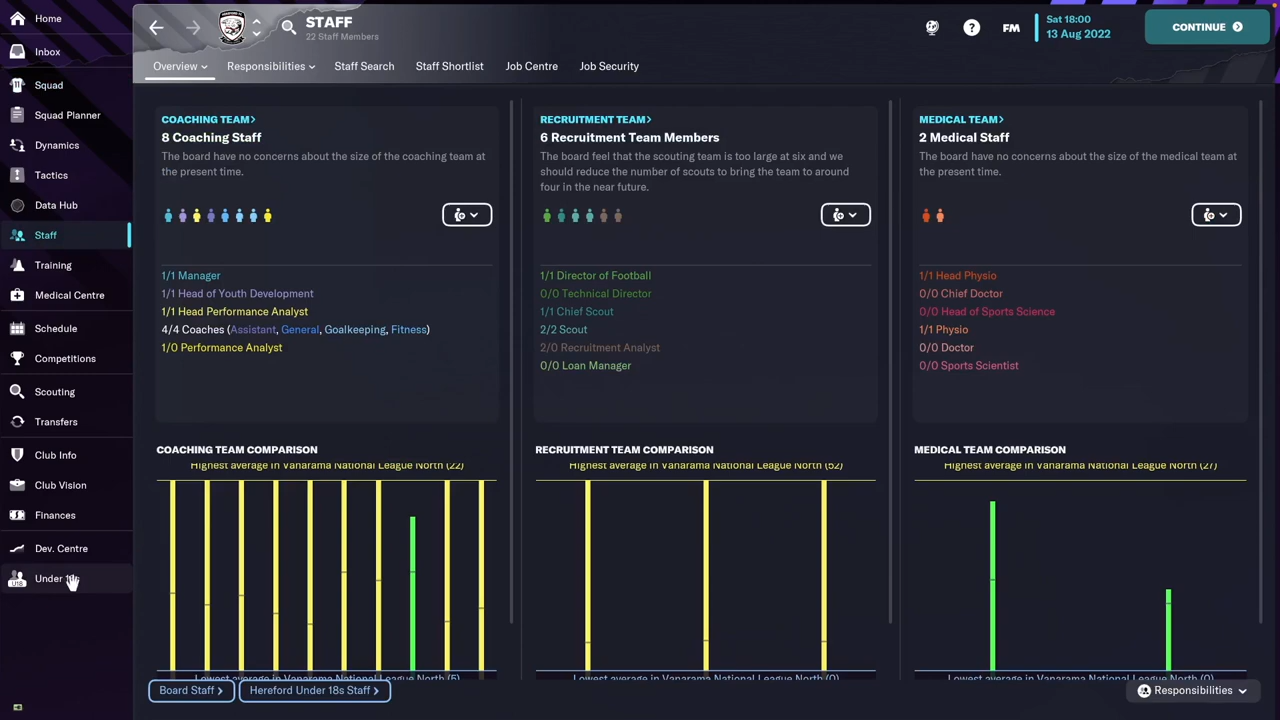 Home
Inbox
Squad
Squad Planner
Dynamics
Tactics
Data Hub
Staff
Training
Medical Centre
Schedule
Competitions
Scouting
Transfers
Club Info
Club Vision
Finances
Dev. Centre
U18
Under 18s
STAFF
22 Staff Members
FM
Sat 18:00
13 Aug 2022
CONTINUE
Overview
Responsibilities
Staff Search
Staff Shortlist
Job Centre
Job Security
COACHING TEAM>
8 Coaching Staff
The board have no concerns about the size of the coaching team at
the present time.
1/1 Manager
1/1 Head of Youth Development
1/1 Head Performance Analyst
4/4 Coaches (Assistant, General, Goalkeeping, Fitness)
1/0 Performance Analyst
RECRUITMENT TEAM>
6 Recruitment Team Members
The board feel that the scouting team is too large at six and we
should reduce the number of scouts to bring the team to around
four in the near future.
1/1 Director of Football
0/0 Technical Director
1/1 Chief Scout
2/2 Scout
2/0 Recruitment Analyst
0/0 Loan Manager
MEDICAL TEAM>
2 Medical Staff
The board have no concerns about the size of the medical team at
the present time.
1/1 Head Physio
0/0 Chief Doctor
0/0 Head of Sports Science
1/1 Physio
0/0 Doctor
0/0 Sports Scientist
COACHING TEAM COMPARISON
Highest average in Vanarama National League North (22)
Lowest average in Vanarama National League North (5)
RECRUITMENT TEAM COMPARISON
Highest average in Vanarama National League North (52)
Lowest average in Vanarama National League North (0)
MEDICAL TEAM COMPARISON
Highest average in Vanarama National League North (27)
Lowest average in Vanarama National League North (0)
Board Staff >
Hereford Under 18s Staff >
Responsibilities